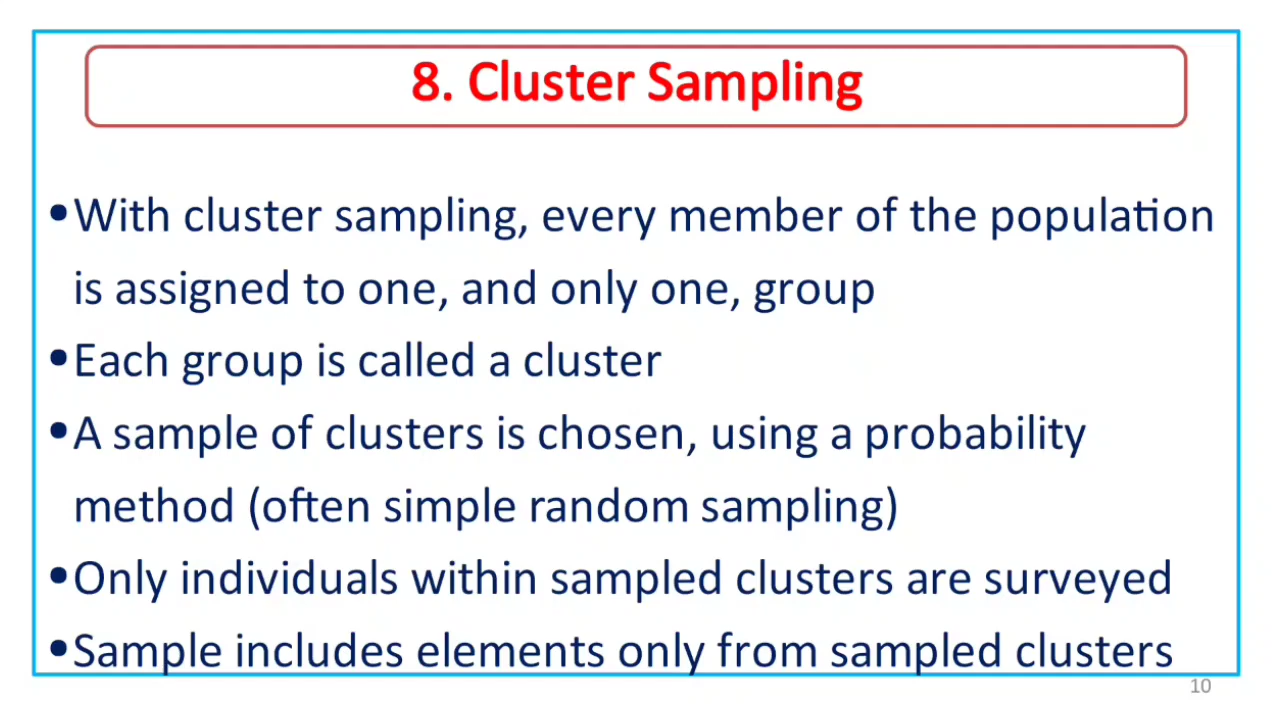 8. Cluster Sampling
•With cluster sampling, every member of the population
is assigned to one, and only one, group
•Each group is called a cluster
•A sample of clusters is chosen, using a probability
method (often simple random sampling)
•Only individuals within sampled clusters are surveyed
•Sample includes elements only from sampled clusters
10